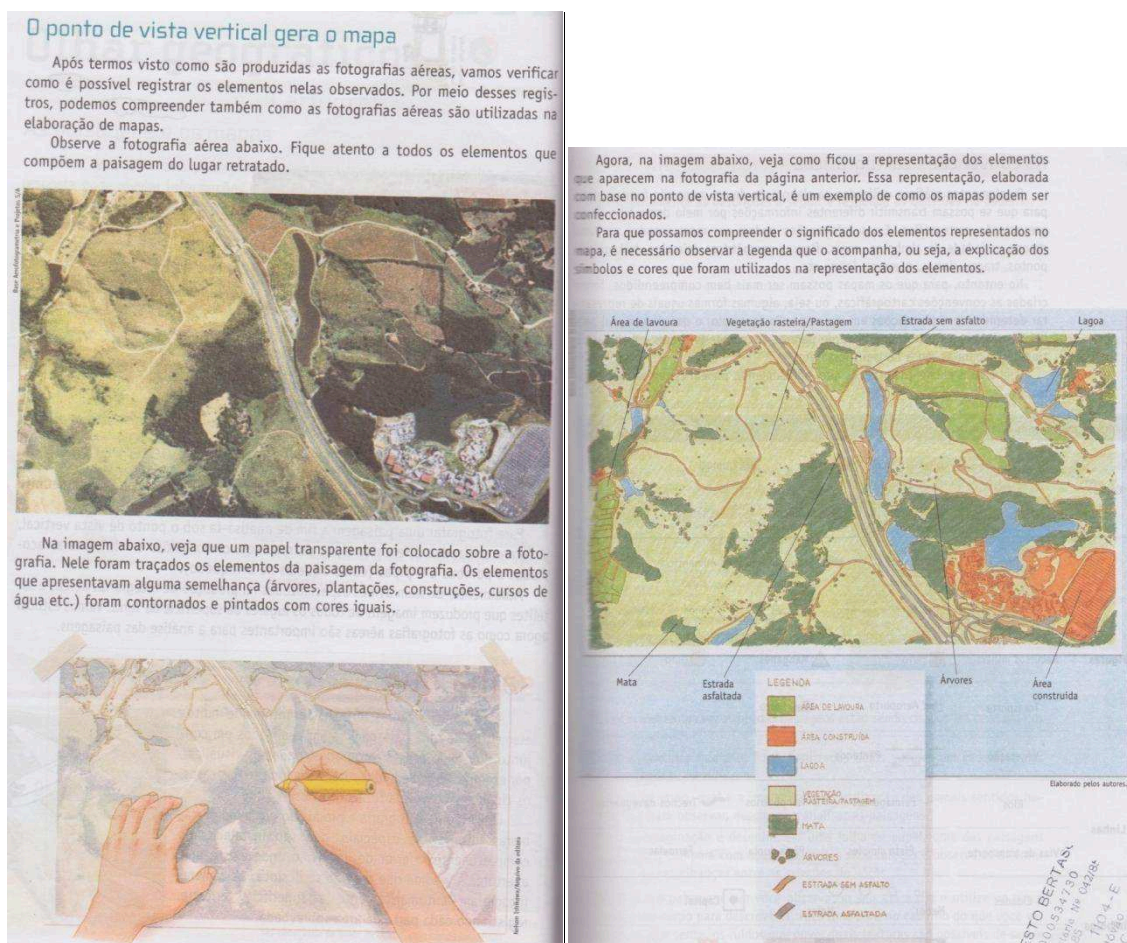 O ponto de vista vertical gera o mapa
Após termos visto como são produzidas as fotografias aéreas, vamos verificar
como é possível registrar os elementos nelas observados. Por meio desses regis-
tros, podemos compreender também como as fotografias aéreas são utilizadas na
elaboração de mapas.
Observe a fotografia aérea abaixo. Fique atento a todos os elementos que
compõem a paisagem do lugar retratado.
Base Aerofotogrametria e Projetos S/A
Na imagem abaixo, veja que um papel transparente foi colocado sobre a foto-
grafia. Nele foram traçados os elementos da paisagem da fotografia. Os elementos
que apresentavam alguma semelhança (árvores, plantações, construções, cursos de
água etc.) foram contornados e pintados com cores iguais.
Agora, na imagem abaixo, veja como ficou a representação dos elementos
que aparecem na fotografia da página anterior. Essa representação, elaborada
com base no ponto de vista vertical, é um exemplo de como os mapas podem ser
confeccionados.
Para que possamos compreender o significado dos elementos representados no
mapa, é necessário observar a legenda que o acompanha, ou seja, a explicação dos
símbolos e cores que foram utilizados na representação dos elementos.
Área de lavoura
Vegetação rasteira/Pastagem
Estrada sem asfalto
Lagoa
Mata
Estrada
asfaltada
Árvores
Área
construída
LEGENDA
ÁREA DE LAVOURA
ÁREA CONSTRUÍDA
LAGOA
VEGETAÇÃO
RASTEIRA/PASTAGEM
MATA
ÁRVORES
ESTRADA SEM ASFALTO
ESTRADA ASFALTADA
Elaborado pelos autores.